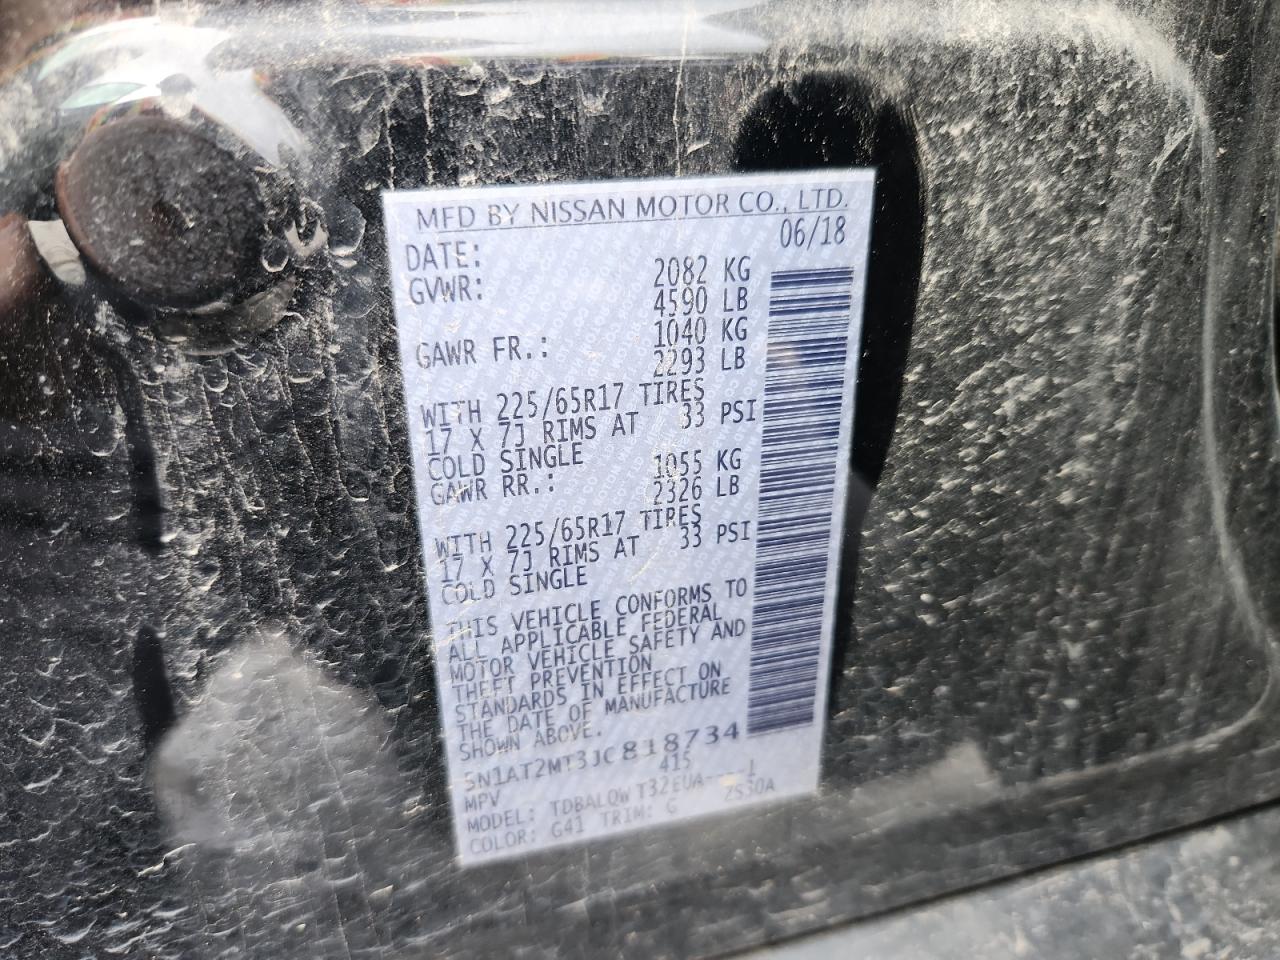 MFD BY NISSAN MOTOR CO., LTD.
DATE: 06/18
GVWR: 2082 KG
4590 LB
GAWR FR.: 1040 KG
2293 LB
WITH 225/65R17 TIRES
17 X 7J RIMS AT 33 PSI
COLD SINGLE
GAWR RR.: 1055 KG
2326 LB
WITH 225/65R17 TIRES
17 X 7J RIMS AT 33 PSI
COLD SINGLE
THIS VEHICLE CONFORMS TO
ALL APPLICABLE FEDERAL
MOTOR VEHICLE SAFETY AND
THEFT PREVENTION
STANDARDS IN EFFECT ON
THE DATE OF MANUFACTURE
SHOWN ABOVE.
5N1AT2MT3JC818734
MPV 415
MODEL: TDBALQW T32EUA----1
COLOR: G41 TRIM: G 2S30A